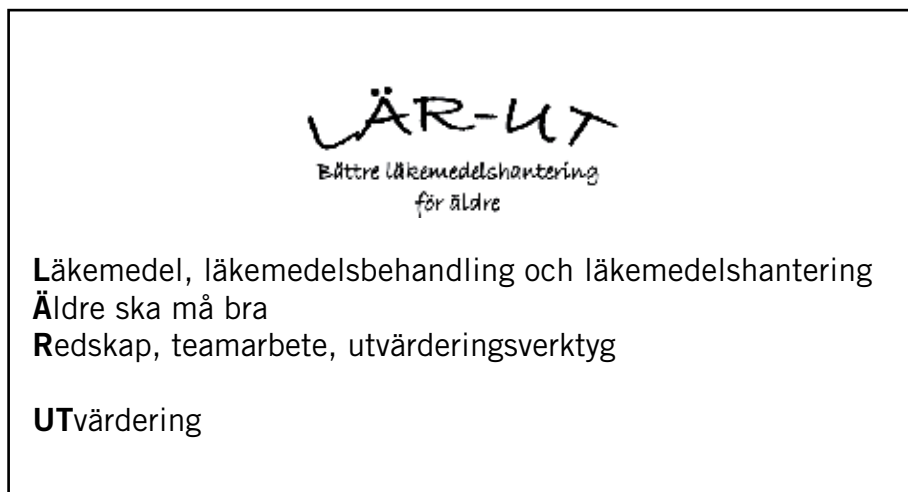 LÄR-UT
Bättre läkemedelshantering
för äldre
Läkemedel, läkemedelsbehandling och läkemedelshantering
Äldre ska må bra
Redskap, teamarbete, utvärderingsverktyg
UTvärdering